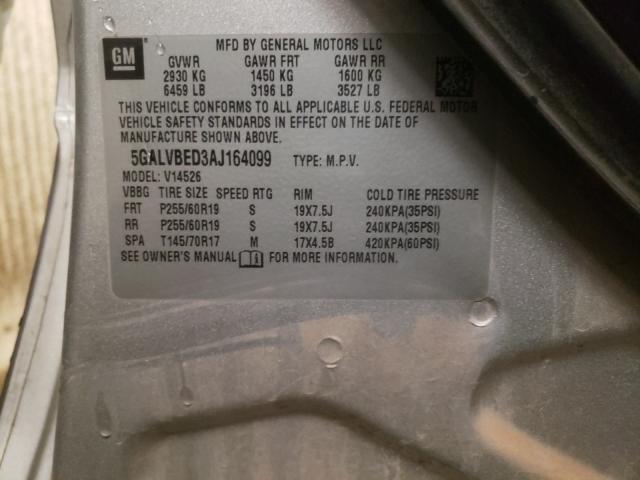 GM
MFD BY GENERAL MOTORS LLC
GVWR GAWR FRT GAWR RR
2930 KG 1450 KG 1600 KG
6459 LB 3196 LB 3527 LB
THIS VEHICLE CONFORMS TO ALL APPLICABLE U.S. FEDERAL MOTOR
VEHICLE SAFETY STANDARDS IN EFFECT ON THE DATE OF
MANUFACTURE SHOWN ABOVE.
5GALVBED3AJ164099 TYPE: M.P.V.
MODEL: V14526
VBBG TIRE SIZE SPEED RTG RIM COLD TIRE PRESSURE
FRT P255/60R19 S 19X7.5J 240KPA(35PSI)
RR P255/60R19 S 19X7.5J 240KPA(35PSI)
SPA T145/70R17 M 17X4.5B 420KPA(60PSI)
SEE OWNER'S MANUAL FOR MORE INFORMATION.